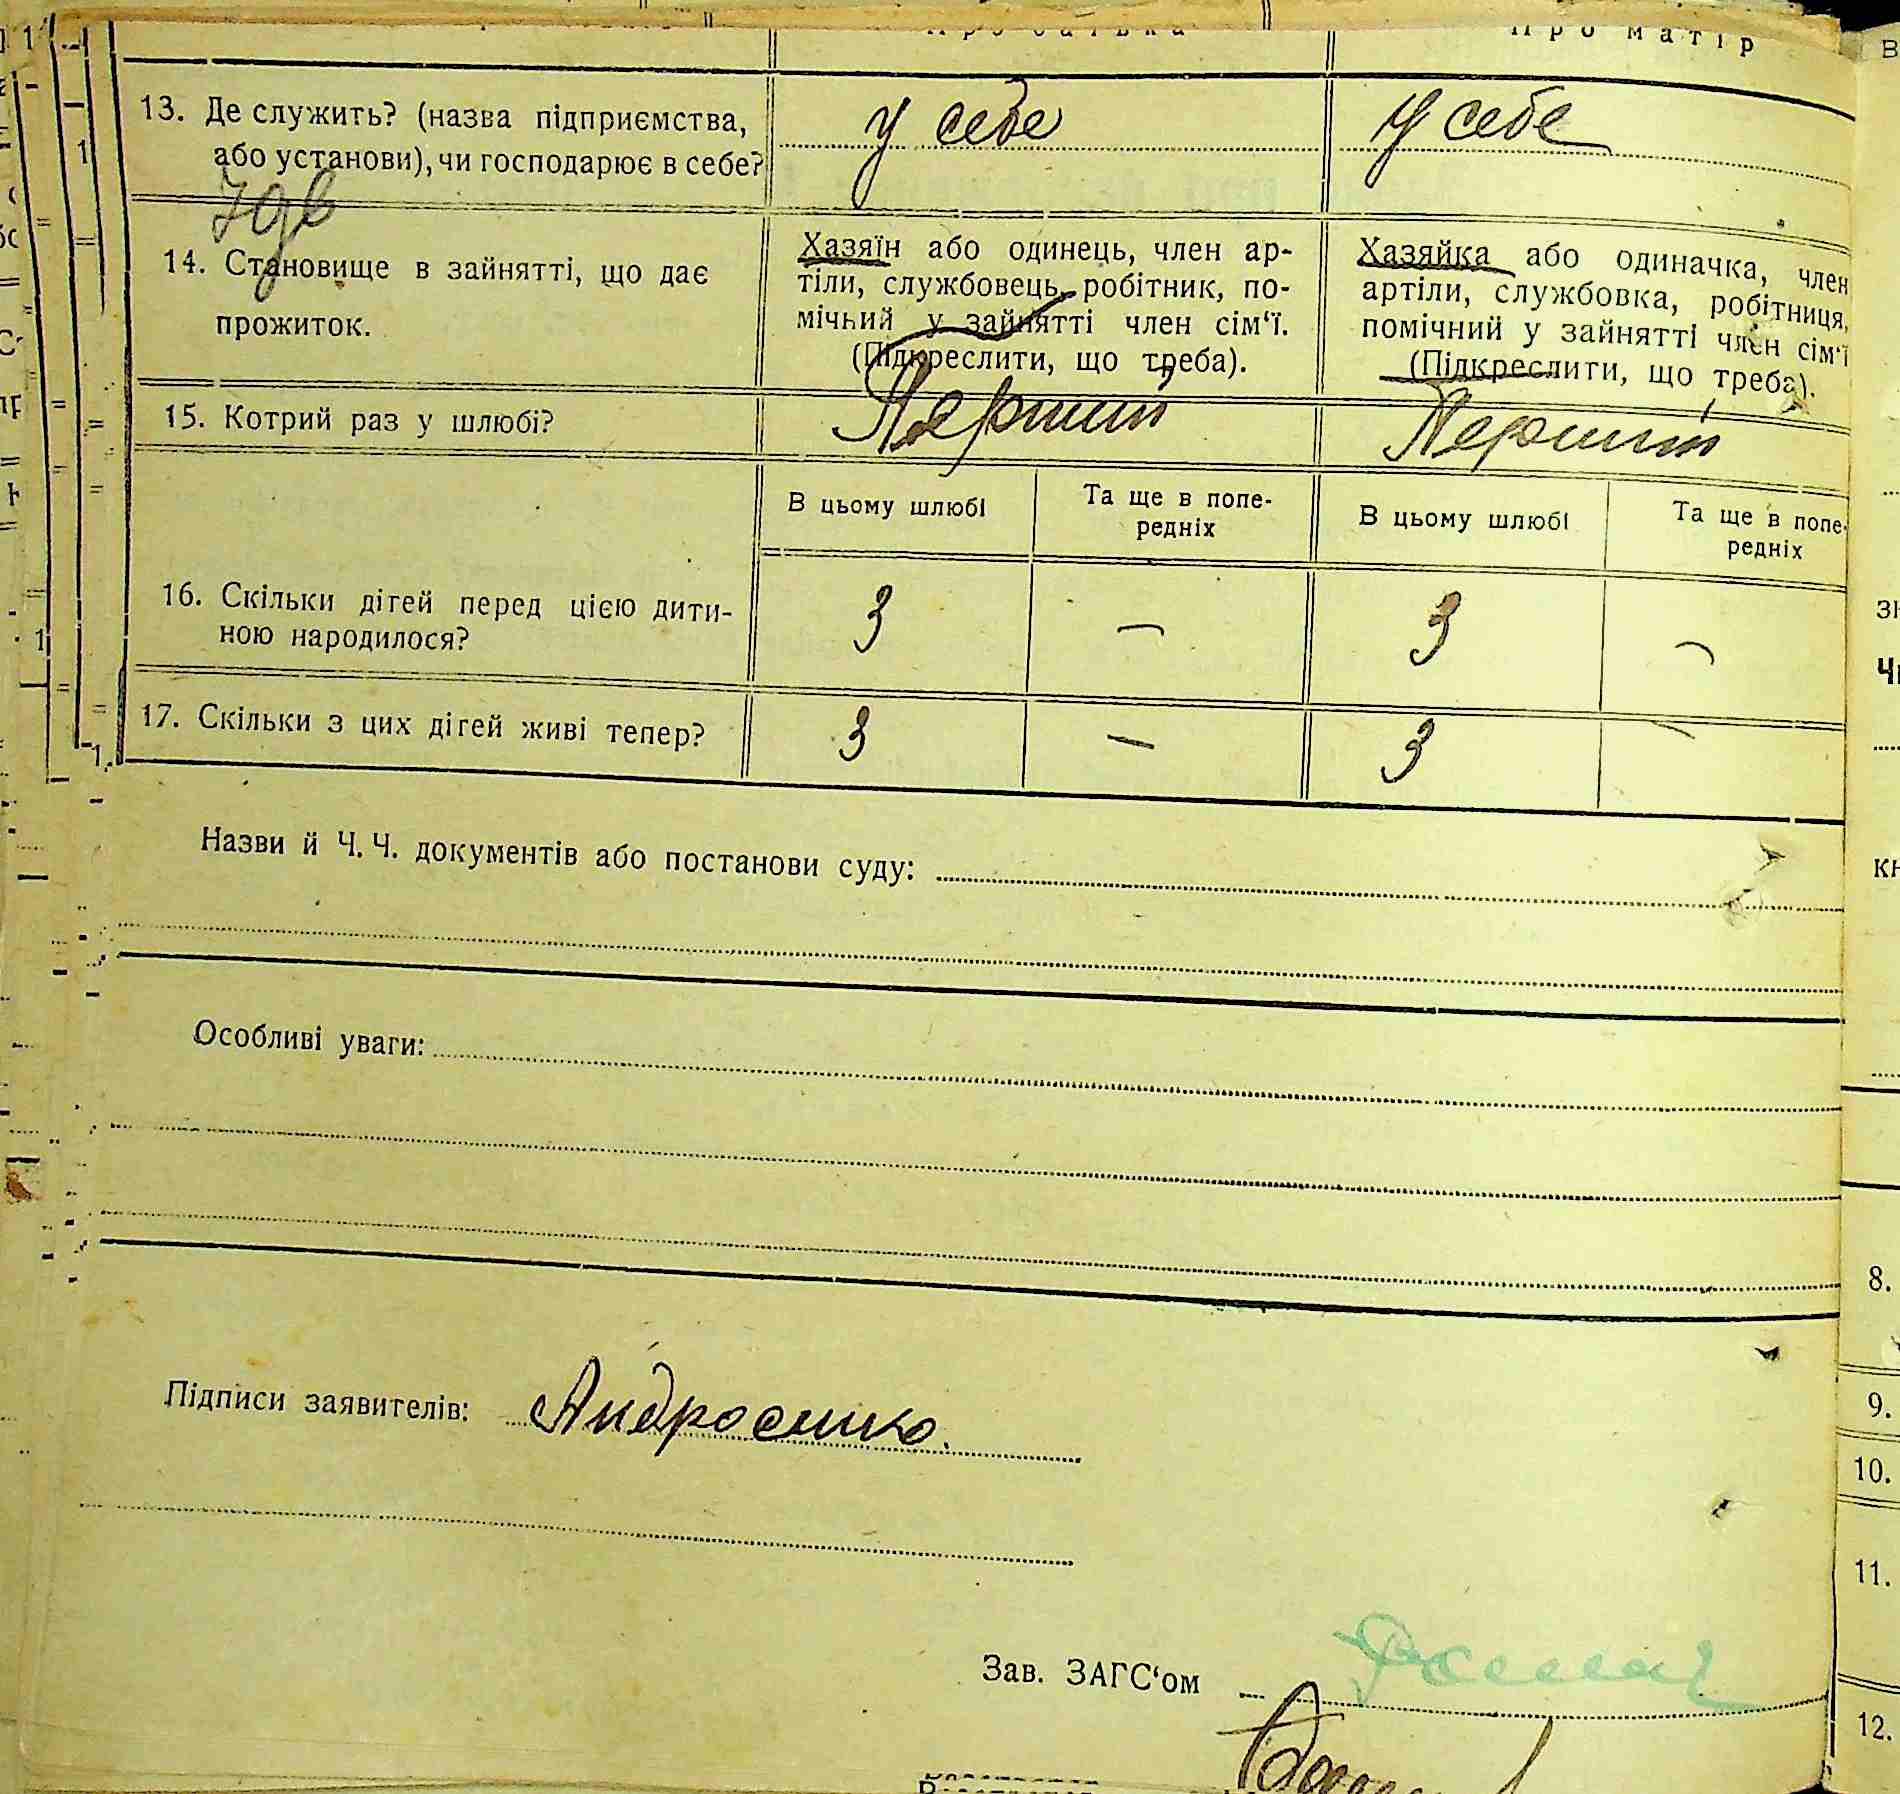 Про батька Про матір
13. Де служить? (назва підприємства, або установи), чи господарює в себе?
у себе
у себе
14. Становище в зайнятті, що дає прожиток.
Хазяїн або одинець, член ар-
тіли, службовець, робітник, по-
мічний у зайнятті член сім‘ї.
(Підкреслити, що треба).
Хазяйка або одиначка, член
артіли, службовка, робітниця,
помічний у зайнятті член сім‘ї
(Підкреслити, що треба).
15. Котрий раз у шлюбі?
Перший
Перший
В цьому шлюбі
Та ще в попе-
редніх
В цьому шлюбі
Та ще в попе-
редніх
16. Скільки дітей перед цією дити-
ною народилося?
3 — 3 —
17. Скільки з цих дітей живі тепер?
3 — 3 —
Назви й Ч. Ч. документів або постанови суду:
Особливі уваги:
Підписи заявителів: Андросенко.
Зав. ЗАГС‘ом
8.
9.
10.
11.
12.